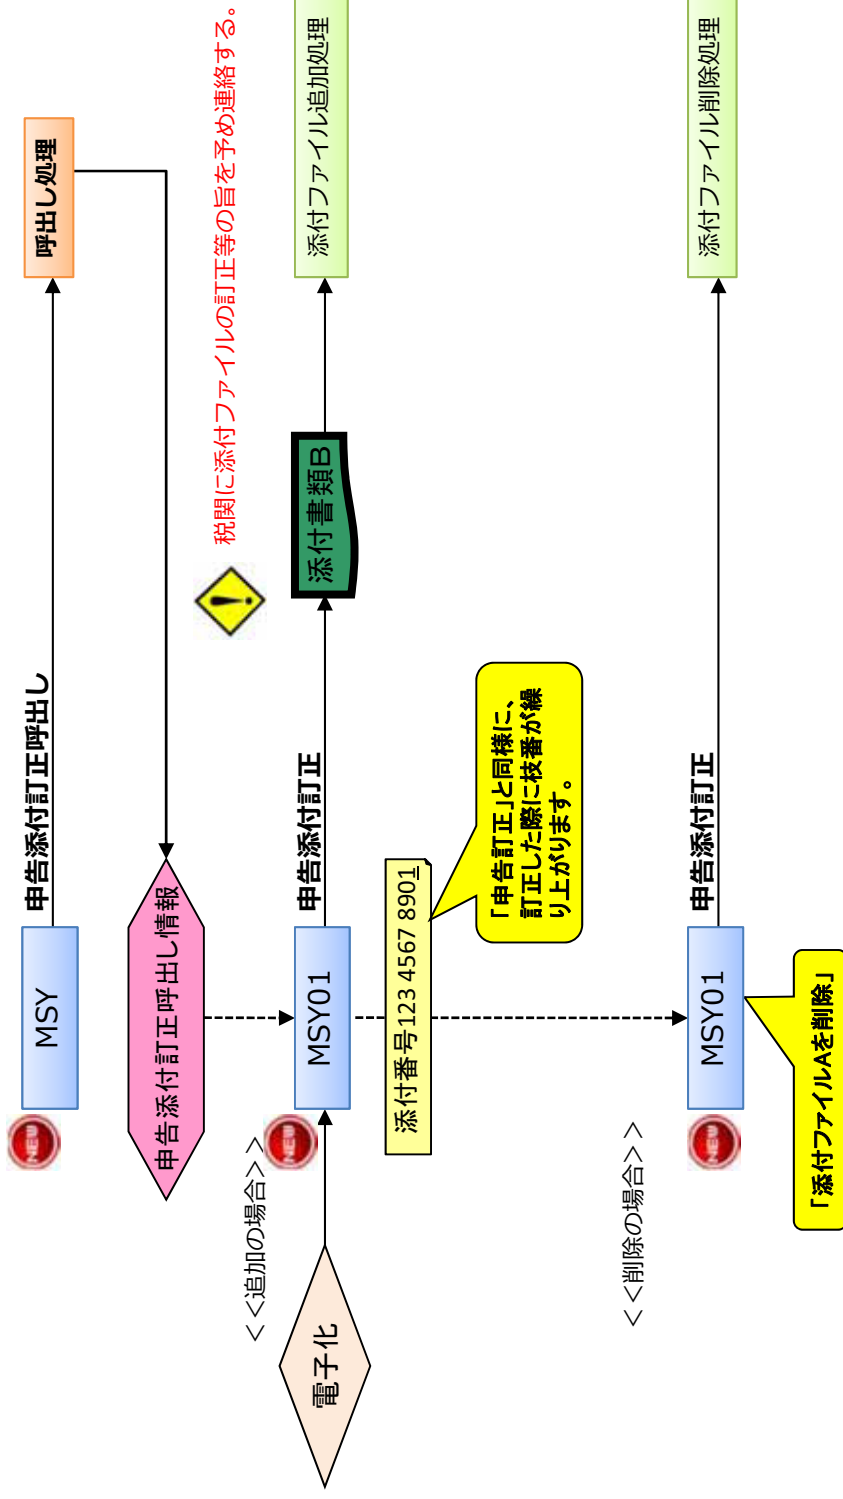 NEW
MSY
申告添付訂正呼出し
呼出し処理
申告添付訂正呼出し情報
税関に添付ファイルの訂正等の旨を予め連絡する。
＜＜追加の場合＞＞
電子化
NEW
MSY01
申告添付訂正
添付書類B
添付ファイル追加処理
添付番号123 4567 8901
「申告訂正」と同様に、
訂正した際に枝番が繰
り上がります。
＜＜削除の場合＞＞
NEW
MSY01
申告添付訂正
添付ファイル削除処理
「添付ファイルAを削除」